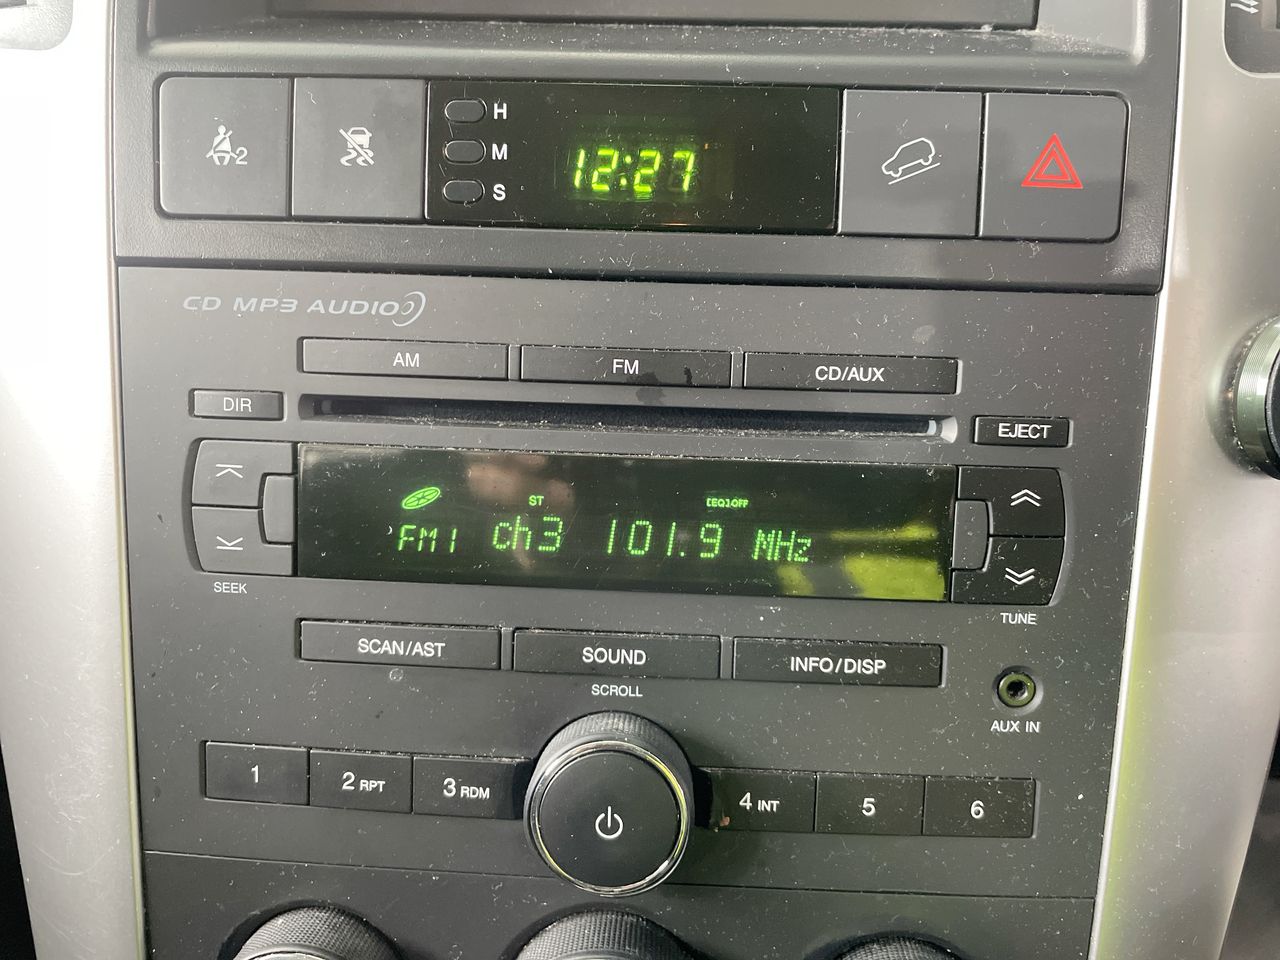 2
H
M
S
12:27
CD MP3 AUDIO
AM
FM
CD/AUX
DIR
EJECT
ST
[EQ]:OFF
FM1 Ch3 101.9 MHz
SEEK
TUNE
SCAN/AST
SOUND
INFO/DISP
SCROLL
AUX IN
1
2 RPT
3 RDM
4 INT
5
6